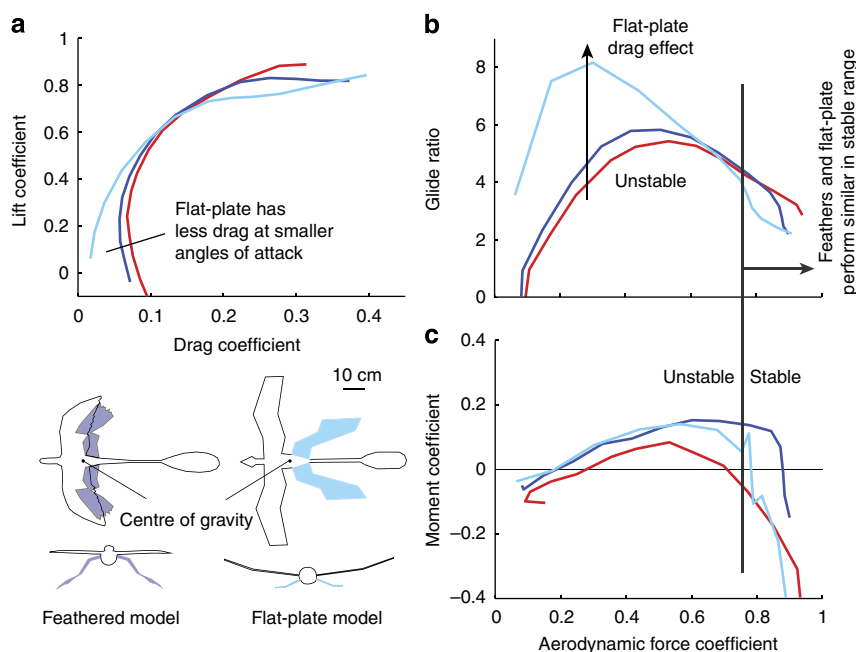 a
1
0.8
0.6
0.4
0.2
0
Lift coefficient
Flat-plate has
less drag at smaller
angles of attack
0.1
0.2
0.3
0.4
Drag coefficient
10 cm
Centre of gravity
Feathered model
Flat-plate model
b
8
6
4
2
0
Glide ratio
Flat-plate
drag effect
Unstable
Feathers and flat-plate
perform similar in stable range
c
0.4
0.2
0
−0.2
−0.4
Moment coefficient
Unstable
Stable
0
0.2
0.4
0.6
0.8
1
Aerodynamic force coefficient